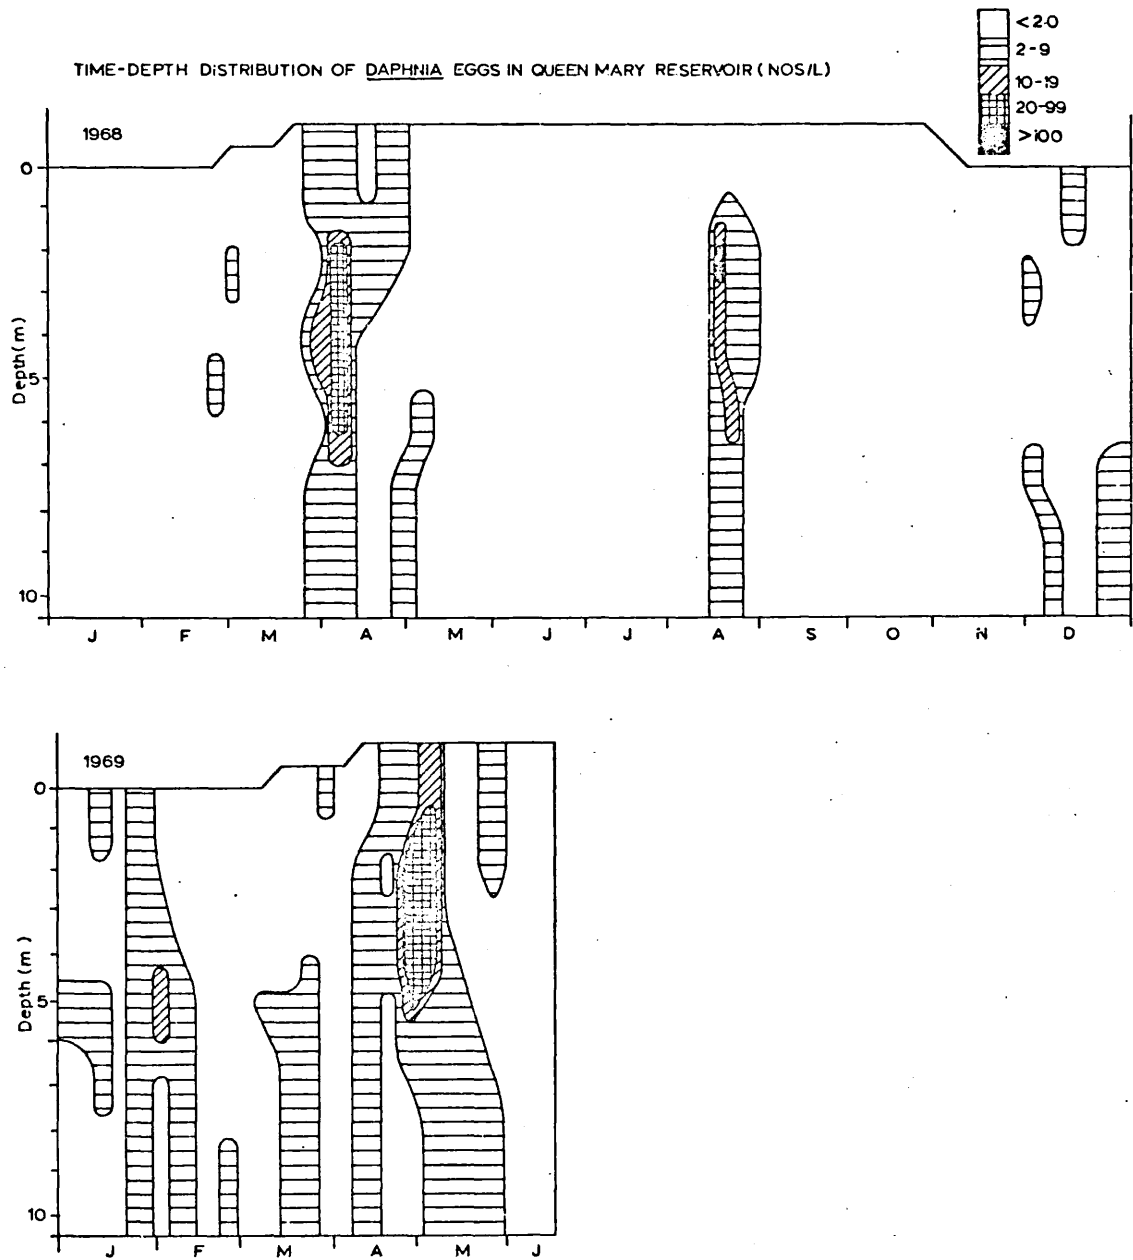 TIME-DEPTH DISTRIBUTION OF DAPHNIA EGGS IN QUEEN MARY RESERVOIR (NOS/L)
<2·0
2-9
10-19
20-99
>100
1968
0
5
10
Depth (m)
J F M A M J J A S O N D
1969
0
5
10
Depth (m)
J F M A M J